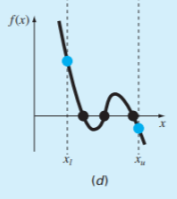 f(x)
x
x_l x_u
(d)